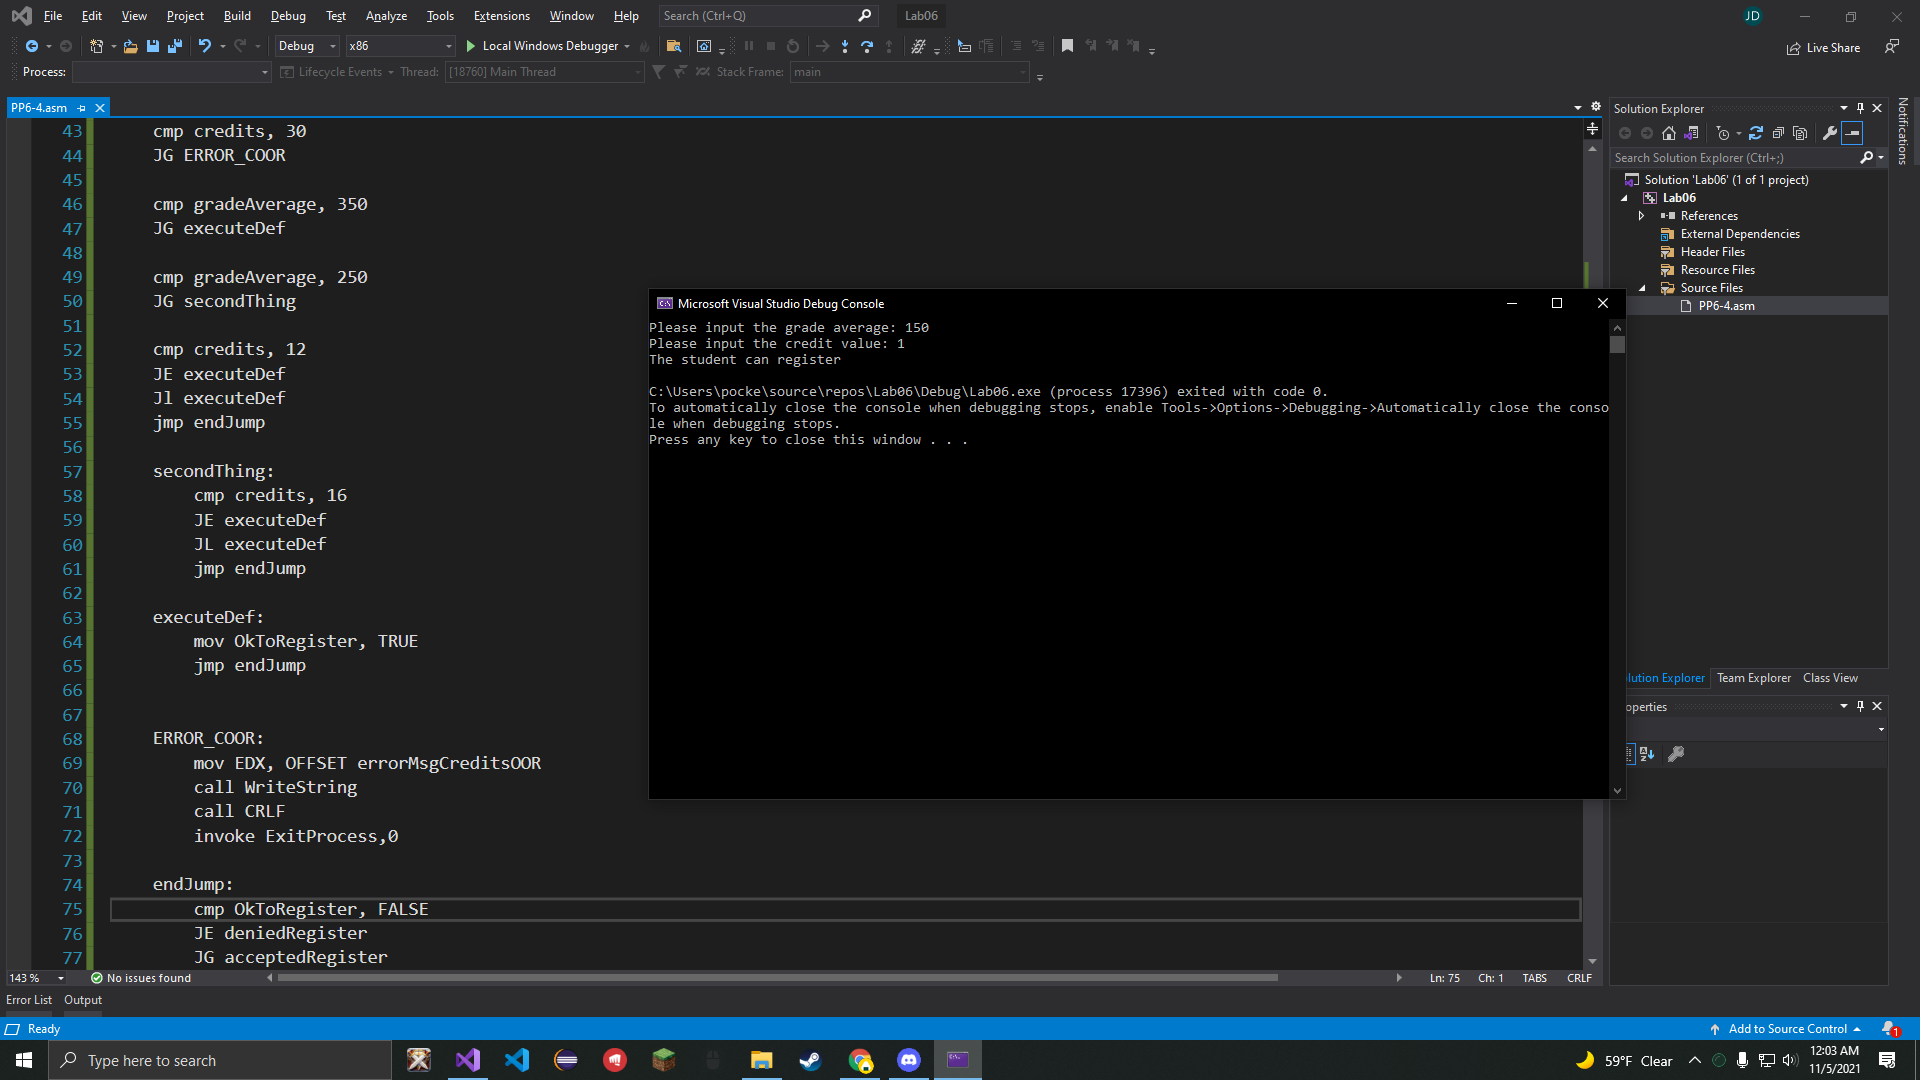 File Edit View Project Build Debug Test Analyze Tools Extensions Window Help Search (Ctrl+Q) Lab06 JD
Debug x86 Local Windows Debugger Live Share
Process: Lifecycle Events Thread: [18760] Main Thread Stack Frame: main
PP6-4.asm
43 cmp credits, 30
44 JG ERROR_COOR
45
46 cmp gradeAverage, 350
47 JG executeDef
48
49 cmp gradeAverage, 250
50 JG secondThing
51
52 cmp credits, 12
53 JE executeDef
54 Jl executeDef
55 jmp endJump
56
57 secondThing:
58 cmp credits, 16
59 JE executeDef
60 JL executeDef
61 jmp endJump
62
63 executeDef:
64 mov OkToRegister, TRUE
65 jmp endJump
66
67
68 ERROR_COOR:
69 mov EDX, OFFSET errorMsgCreditsOOR
70 call WriteString
71 call CRLF
72 invoke ExitProcess,0
73
74 endJump:
75 cmp OkToRegister, FALSE
76 JE deniedRegister
77 JG acceptedRegister
143 % No issues found Ln: 75 Ch: 1 TABS CRLF
Microsoft Visual Studio Debug Console
Please input the grade average: 150
Please input the credit value: 1
The student can register
C:\Users\pocke\source\repos\Lab06\Debug\Lab06.exe (process 17396) exited with code 0.
To automatically close the console when debugging stops, enable Tools->Options->Debugging->Automatically close the conso
le when debugging stops.
Press any key to close this window . . .
Solution Explorer
Search Solution Explorer (Ctrl+;)
Solution 'Lab06' (1 of 1 project)
Lab06
References
External Dependencies
Header Files
Resource Files
Source Files
PP6-4.asm
lution Explorer Team Explorer Class View
operties
Notifications
Error List Output
Ready Add to Source Control 1
Type here to search 59°F Clear 12:03 AM
11/5/2021